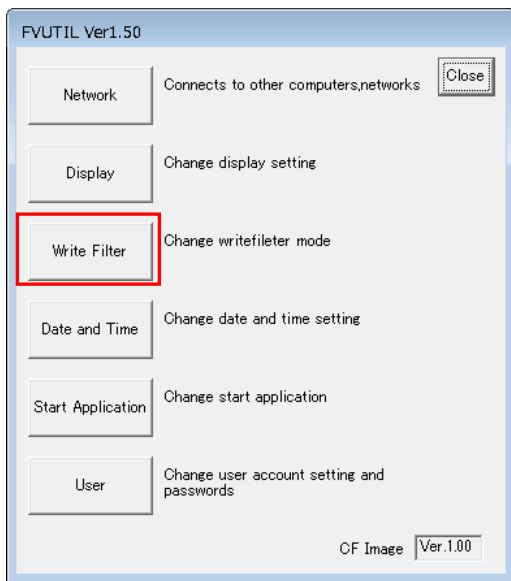 FVUTIL Ver1.50
Close
Network
Connects to other computers,networks
Display
Change display setting
Write Filter
Change writefileter mode
Date and Time
Change date and time setting
Start Application
Change start application
User
Change user account setting and
passwords
CF Image Ver.1.00